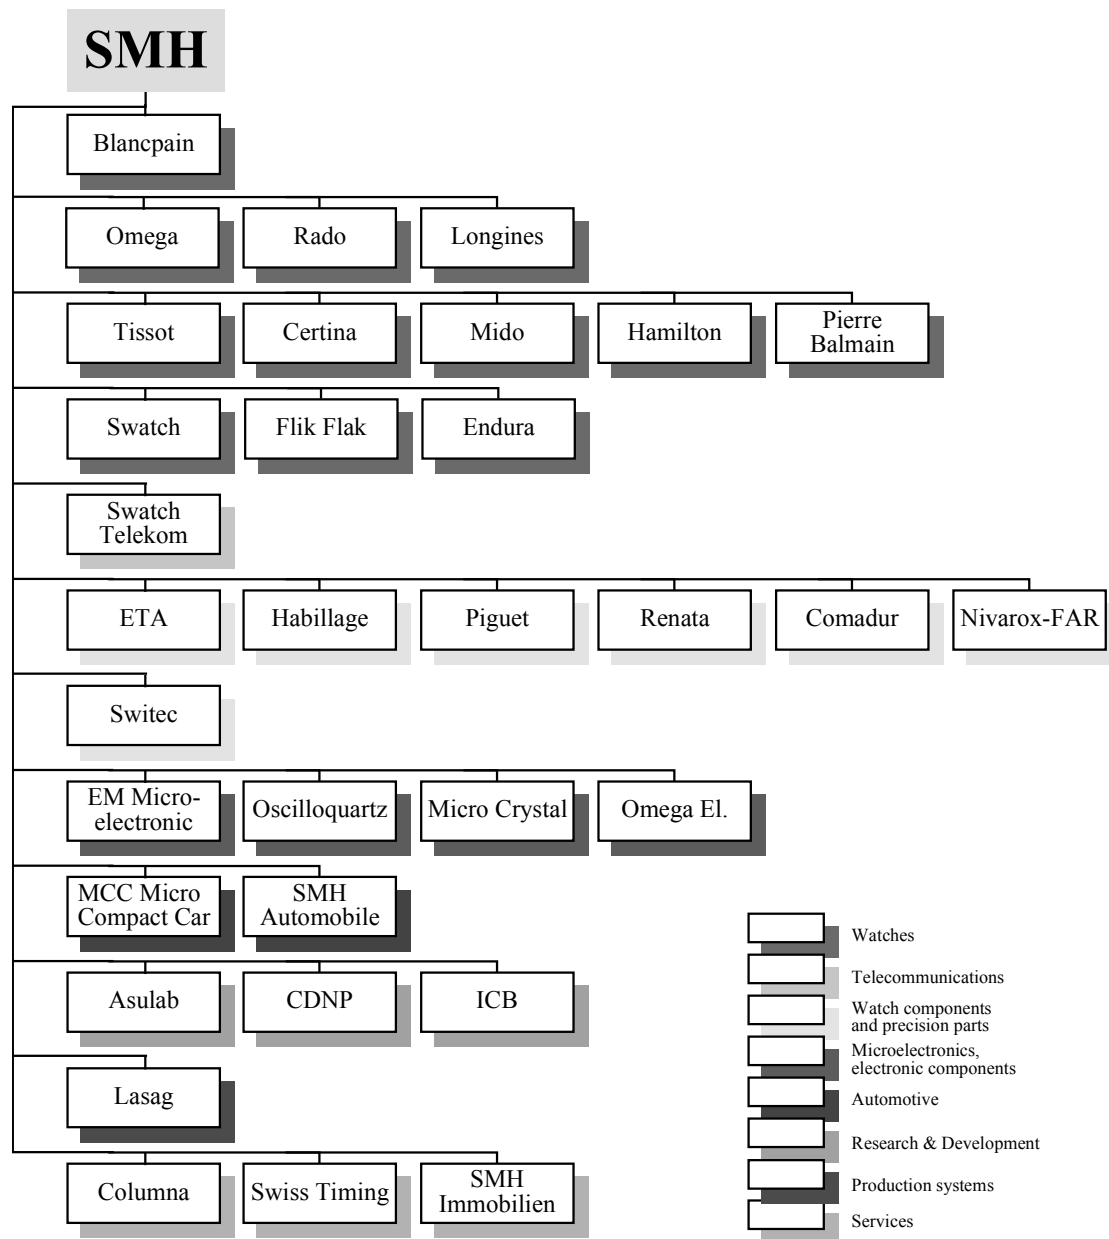 SMH
Blancpain
Omega
Rado
Longines
Tissot
Certina
Mido
Hamilton
Pierre
Balmain
Swatch
Flik Flak
Endura
Swatch
Telekom
ETA
Habillage
Piguet
Renata
Comadur
Nivarox-FAR
Switec
EM Micro-
electronic
Oscilloquartz
Micro Crystal
Omega El.
MCC Micro
Compact Car
SMH
Automobile
Asulab
CDNP
ICB
Lasag
Columna
Swiss Timing
SMH
Immobilien
Watches
Telecommunications
Watch components
and precision parts
Microelectronics,
electronic components
Automotive
Research & Development
Production systems
Services